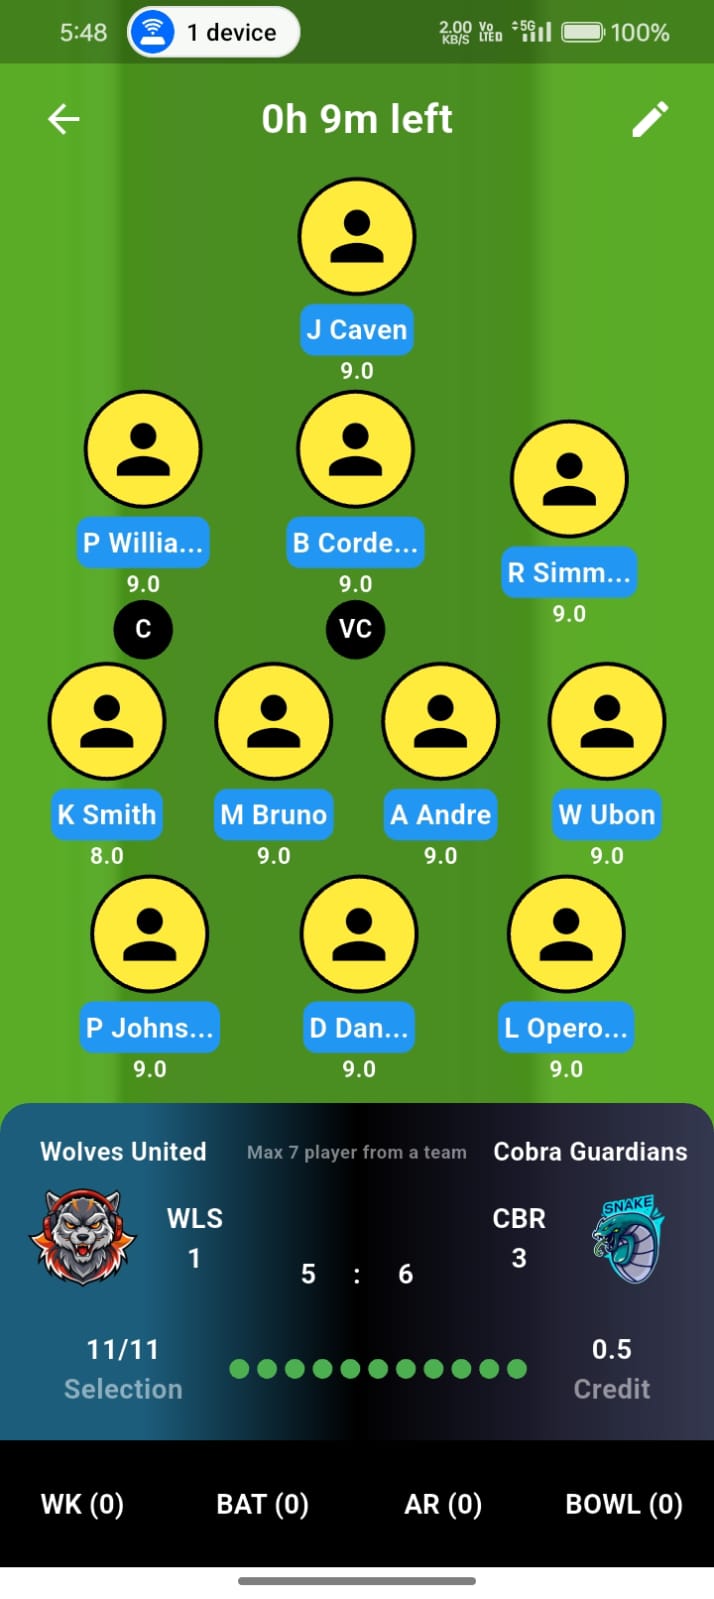 5:48 1 device 2.00 KB/S Vo LTED 5G 100%
0h 9m left
J Caven
9.0
P Willia... B Corde... R Simm...
9.0 9.0 9.0
C VC
K Smith M Bruno A Andre W Ubon
8.0 9.0 9.0 9.0
P Johns... D Dan... L Opero...
9.0 9.0 9.0
Wolves United Max 7 player from a team Cobra Guardians
SNAKE
WLS CBR
1 5 : 6 3
11/11 0.5
Selection Credit
WK (0) BAT (0) AR (0) BOWL (0)